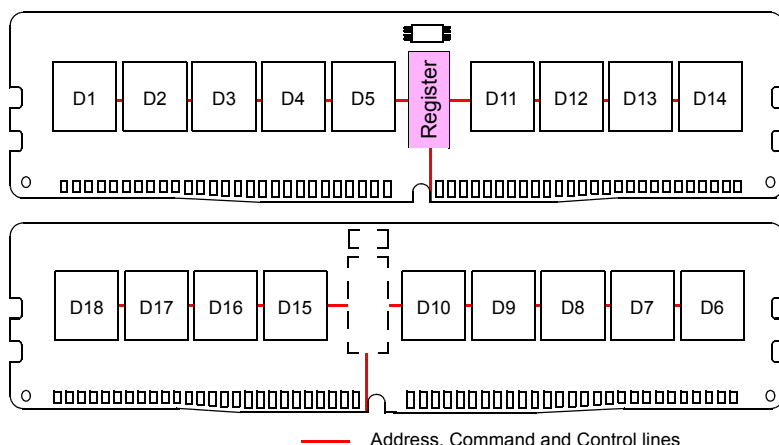 D1 D2 D3 D4 D5 Register D11 D12 D13 D14
D18 D17 D16 D15 D10 D9 D8 D7 D6
Address, Command and Control lines